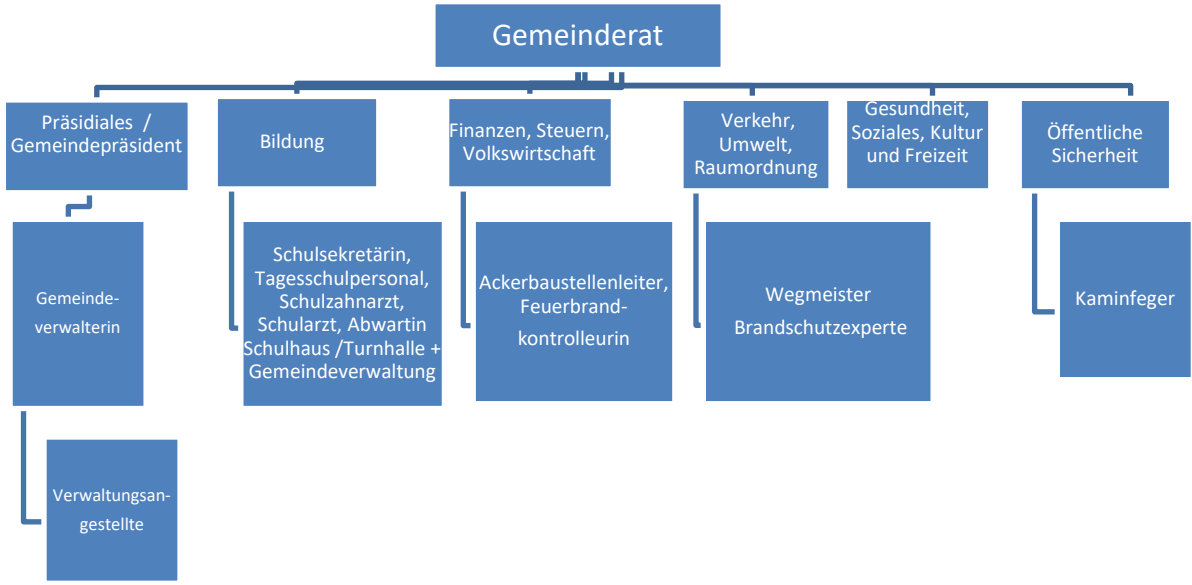 Gemeinderat
Präsidiales /
Gemeindepräsident
Bildung
Finanzen, Steuern,
Volkswirtschaft
Verkehr,
Umwelt,
Raumordnung
Gesundheit,
Soziales, Kultur
und Freizeit
Öffentliche
Sicherheit
Gemeinde-
verwalterin
Schulsekretärin,
Tagesschulpersonal,
Schulzahnarzt,
Schularzt, Abwartin
Schulhaus /Turnhalle +
Gemeindeverwaltung
Ackerbaustellenleiter,
Feuerbrand-
kontrolleurin
Wegmeister
Brandschutzexperte
Kaminfeger
Verwaltungsan-
gestellte